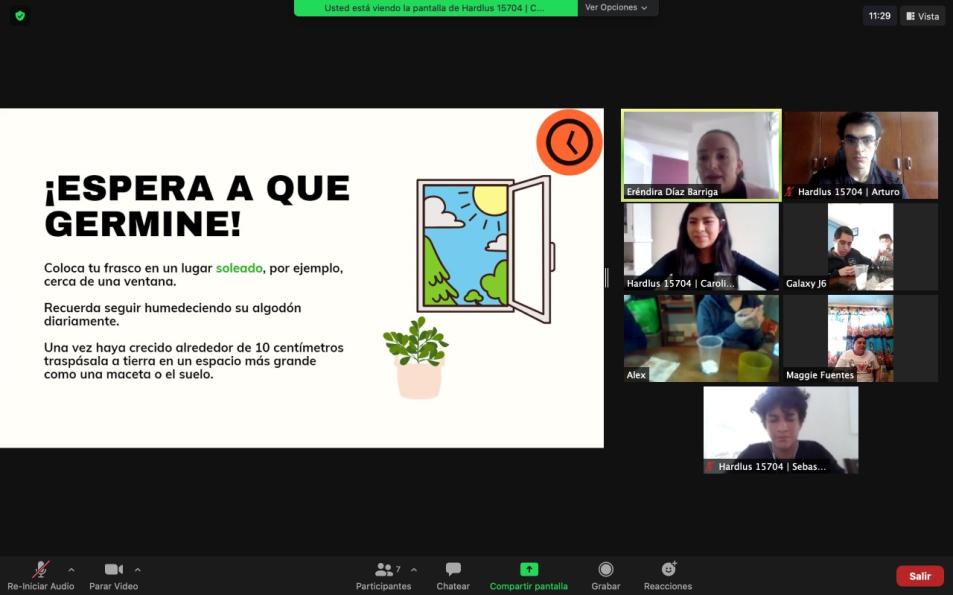 Usted está viendo la pantalla de Hardlus 15704 | C...
Ver Opciones
11:29
Vista
¡ESPERA A QUE
GERMINE!
Coloca tu frasco en un lugar soleado, por ejemplo,
cerca de una ventana.
Recuerda seguir humedeciendo su algodón
diariamente.
Una vez haya crecido alrededor de 10 centímetros
traspásala a tierra en un espacio más grande
como una maceta o el suelo.
Eréndira Díaz Barriga
Hardlus 15704 | Arturo
Hardlus 15704 | Caroli...
Galaxy J6
Alex
Maggie Fuentes
Hardlus 15704 | Sebas...
Re-Iniciar Audio
Parar Video
Participantes
7
Chatear
Compartir pantalla
Grabar
Reacciones
Salir